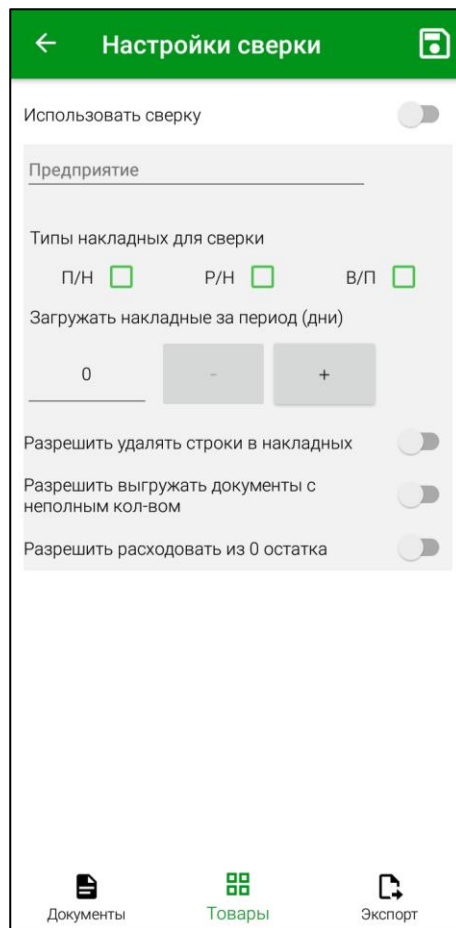 Настройки сверки
Использовать сверку
Предприятие
Типы накладных для сверки
П/Н Р/Н В/П
Загружать накладные за период (дни)
0 - +
Разрешить удалять строки в накладных
Разрешить выгружать документы с
неполным кол-вом
Разрешить расходовать из 0 остатка
Документы Товары Экспорт